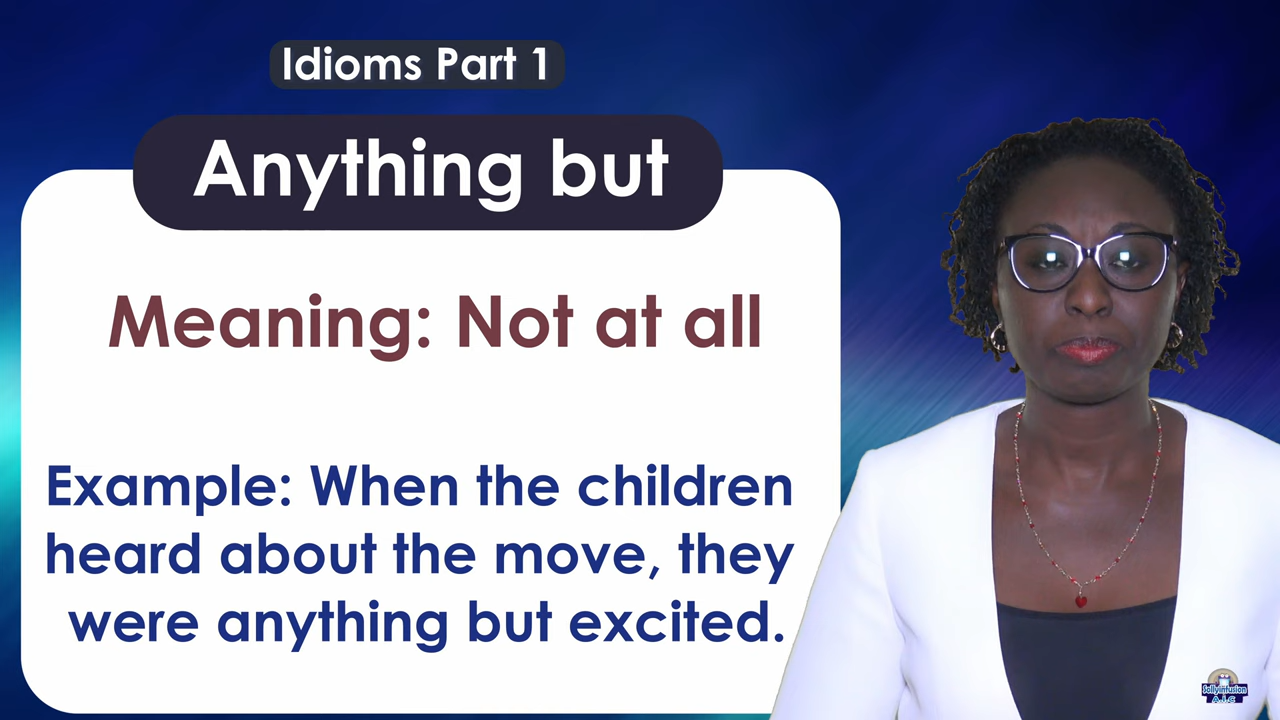 Idioms Part 1
Anything but
Meaning: Not at all
Example: When the children
heard about the move, they
were anything but excited.
Sollyinfusion